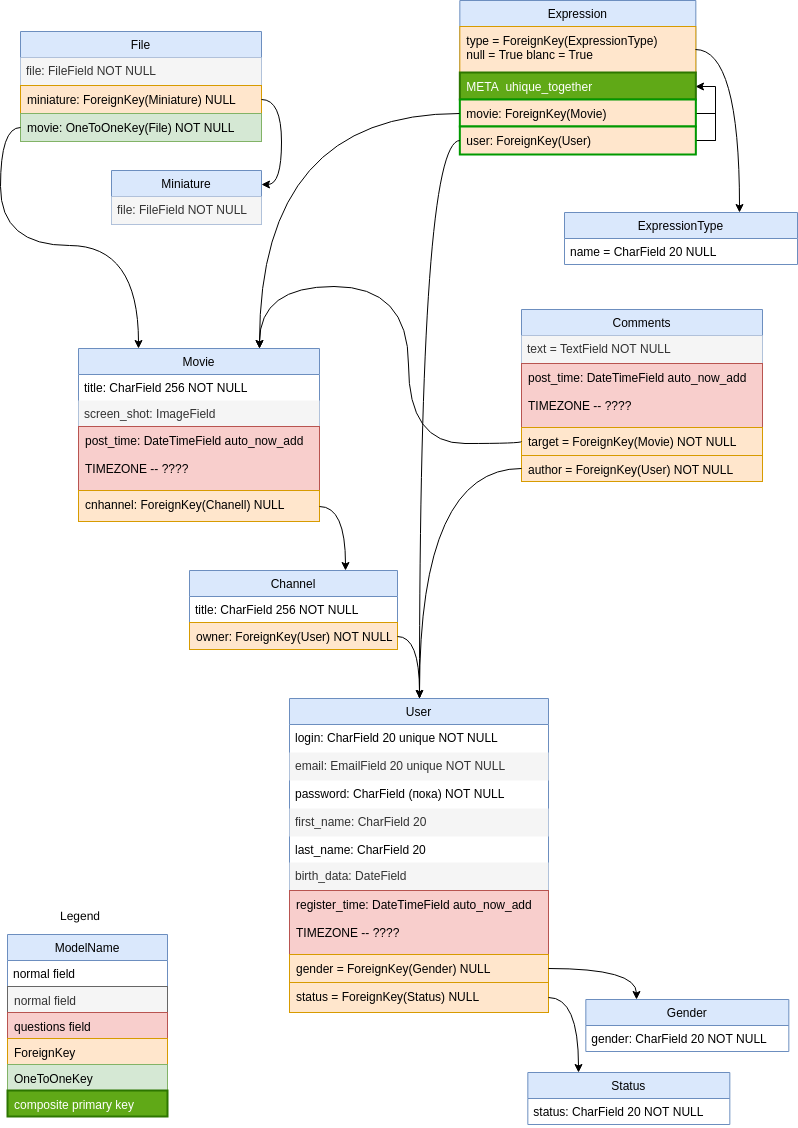 File
file: FileField NOT NULL
miniature: ForeignKey(Miniature) NULL
movie: OneToOneKey(File) NOT NULL
Miniature
file: FileField NOT NULL
Expression
type = ForeignKey(ExpressionType)
null = True blanc = True
META uhique_together
movie: ForeignKey(Movie)
user: ForeignKey(User)
ExpressionType
name = CharField 20 NULL
Comments
text = TextField NOT NULL
post_time: DateTimeField auto_now_add
TIMEZONE -- ????
target = ForeignKey(Movie) NOT NULL
author = ForeignKey(User) NOT NULL
Movie
title: CharField 256 NOT NULL
screen_shot: ImageField
post_time: DateTimeField auto_now_add
TIMEZONE -- ????
cnhannel: ForeignKey(Chanell) NULL
Channel
title: CharField 256 NOT NULL
owner: ForeignKey(User) NOT NULL
User
login: CharField 20 unique NOT NULL
email: EmailField 20 unique NOT NULL
password: CharField (пока) NOT NULL
first_name: CharField 20
last_name: CharField 20
birth_data: DateField
register_time: DateTimeField auto_now_add
TIMEZONE -- ????
gender = ForeignKey(Gender) NULL
status = ForeignKey(Status) NULL
Gender
gender: CharField 20 NOT NULL
Status
status: CharField 20 NOT NULL
Legend
ModelName
normal field
normal field
questions field
ForeignKey
OneToOneKey
composite primary key